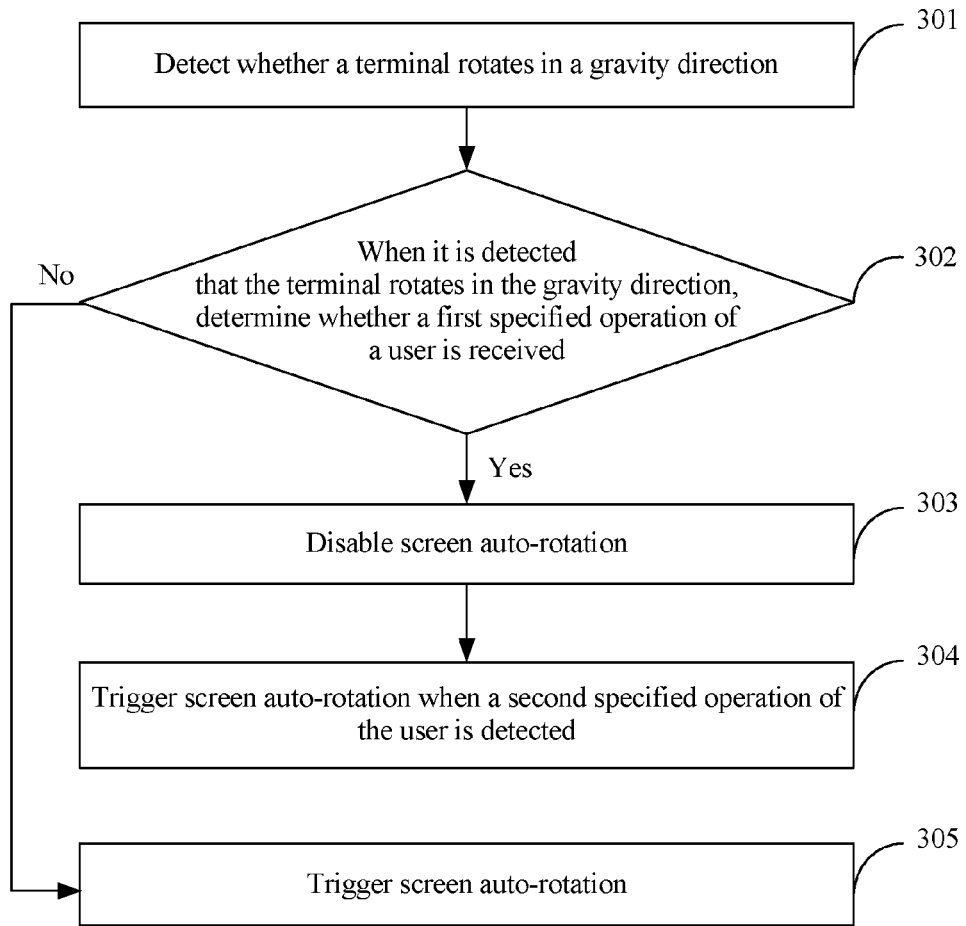 301
Detect whether a terminal rotates in a gravity direction
When it is detected
302
No
that the terminal rotates in the gravity direction,
determine whether a first specified operation of
a user is received
Yes
303
Disable screen auto-rotation
304
Trigger screen auto-rotation when a second specified operation of
the user is detected
305
Trigger screen auto-rotation